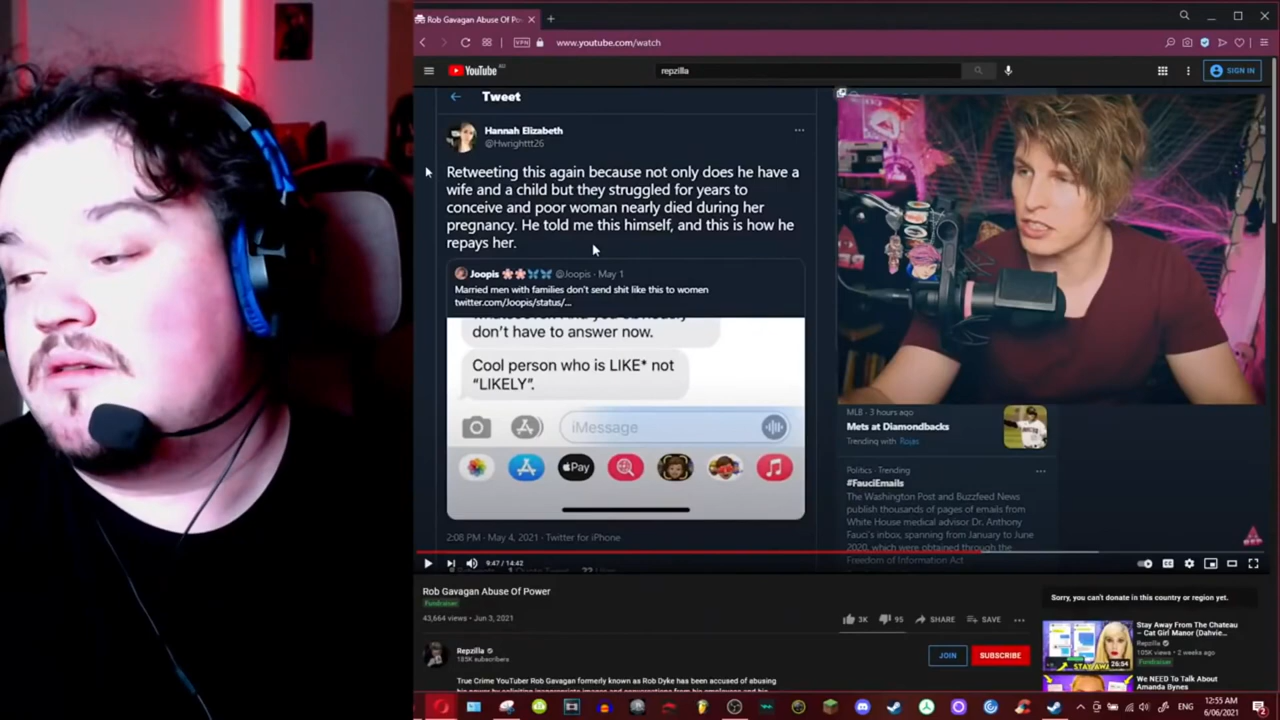 Rob Gavagan Abuse Of Po
VPN
www.youtube.com/watch
YouTube
repzilla
SIGN IN
Tweet
Hannah Elizabeth
@Hwrighttt26
Retweeting this again because not only does he have a
wife and a child but they struggled for years to
conceive and poor woman nearly died during her
pregnancy. He told me this himself, and this is how he
repays her.
Joopis @Joopis · May 1
Married men with families don't send shit like this to women
twitter.com/Joopis/status/...
don't have to answer now.
Cool person who is LIKE* not
"LIKELY".
iMessage
Pay
2:08 PM · May 4, 2021 · Twitter for iPhone
MLB · 3 hours ago
Mets at Diamondbacks
Trending with Rojas
Politics · Trending
#FauciEmails
The Washington Post and Buzzfeed News
publish thousands of pages of emails from
White House medical advisor Dr. Anthony
Fauci's inbox, spanning from January to June
2020, which were obtained through the
Freedom of Information Act
9:47 / 14:42
Rob Gavagan Abuse Of Power
Fundraiser
43,664 views · Jun 3, 2021
3K
95
SHARE
SAVE
Repzilla
185K subscribers
JOIN
SUBSCRIBE
True Crime YouTuber Rob Gavagan formerly known as Rob Dyke has been accused of abusing
Sorry, you can't donate in this country or region yet.
Stay Away From The Chateau
– Cat Girl Manor (Dahvie...
Repzilla
105K views · 2 weeks ago
Fundraiser
STAY AWAY
26:54
We NEED To Talk About
Amanda Bynes
ENG
12:55 AM
6/06/2021
2